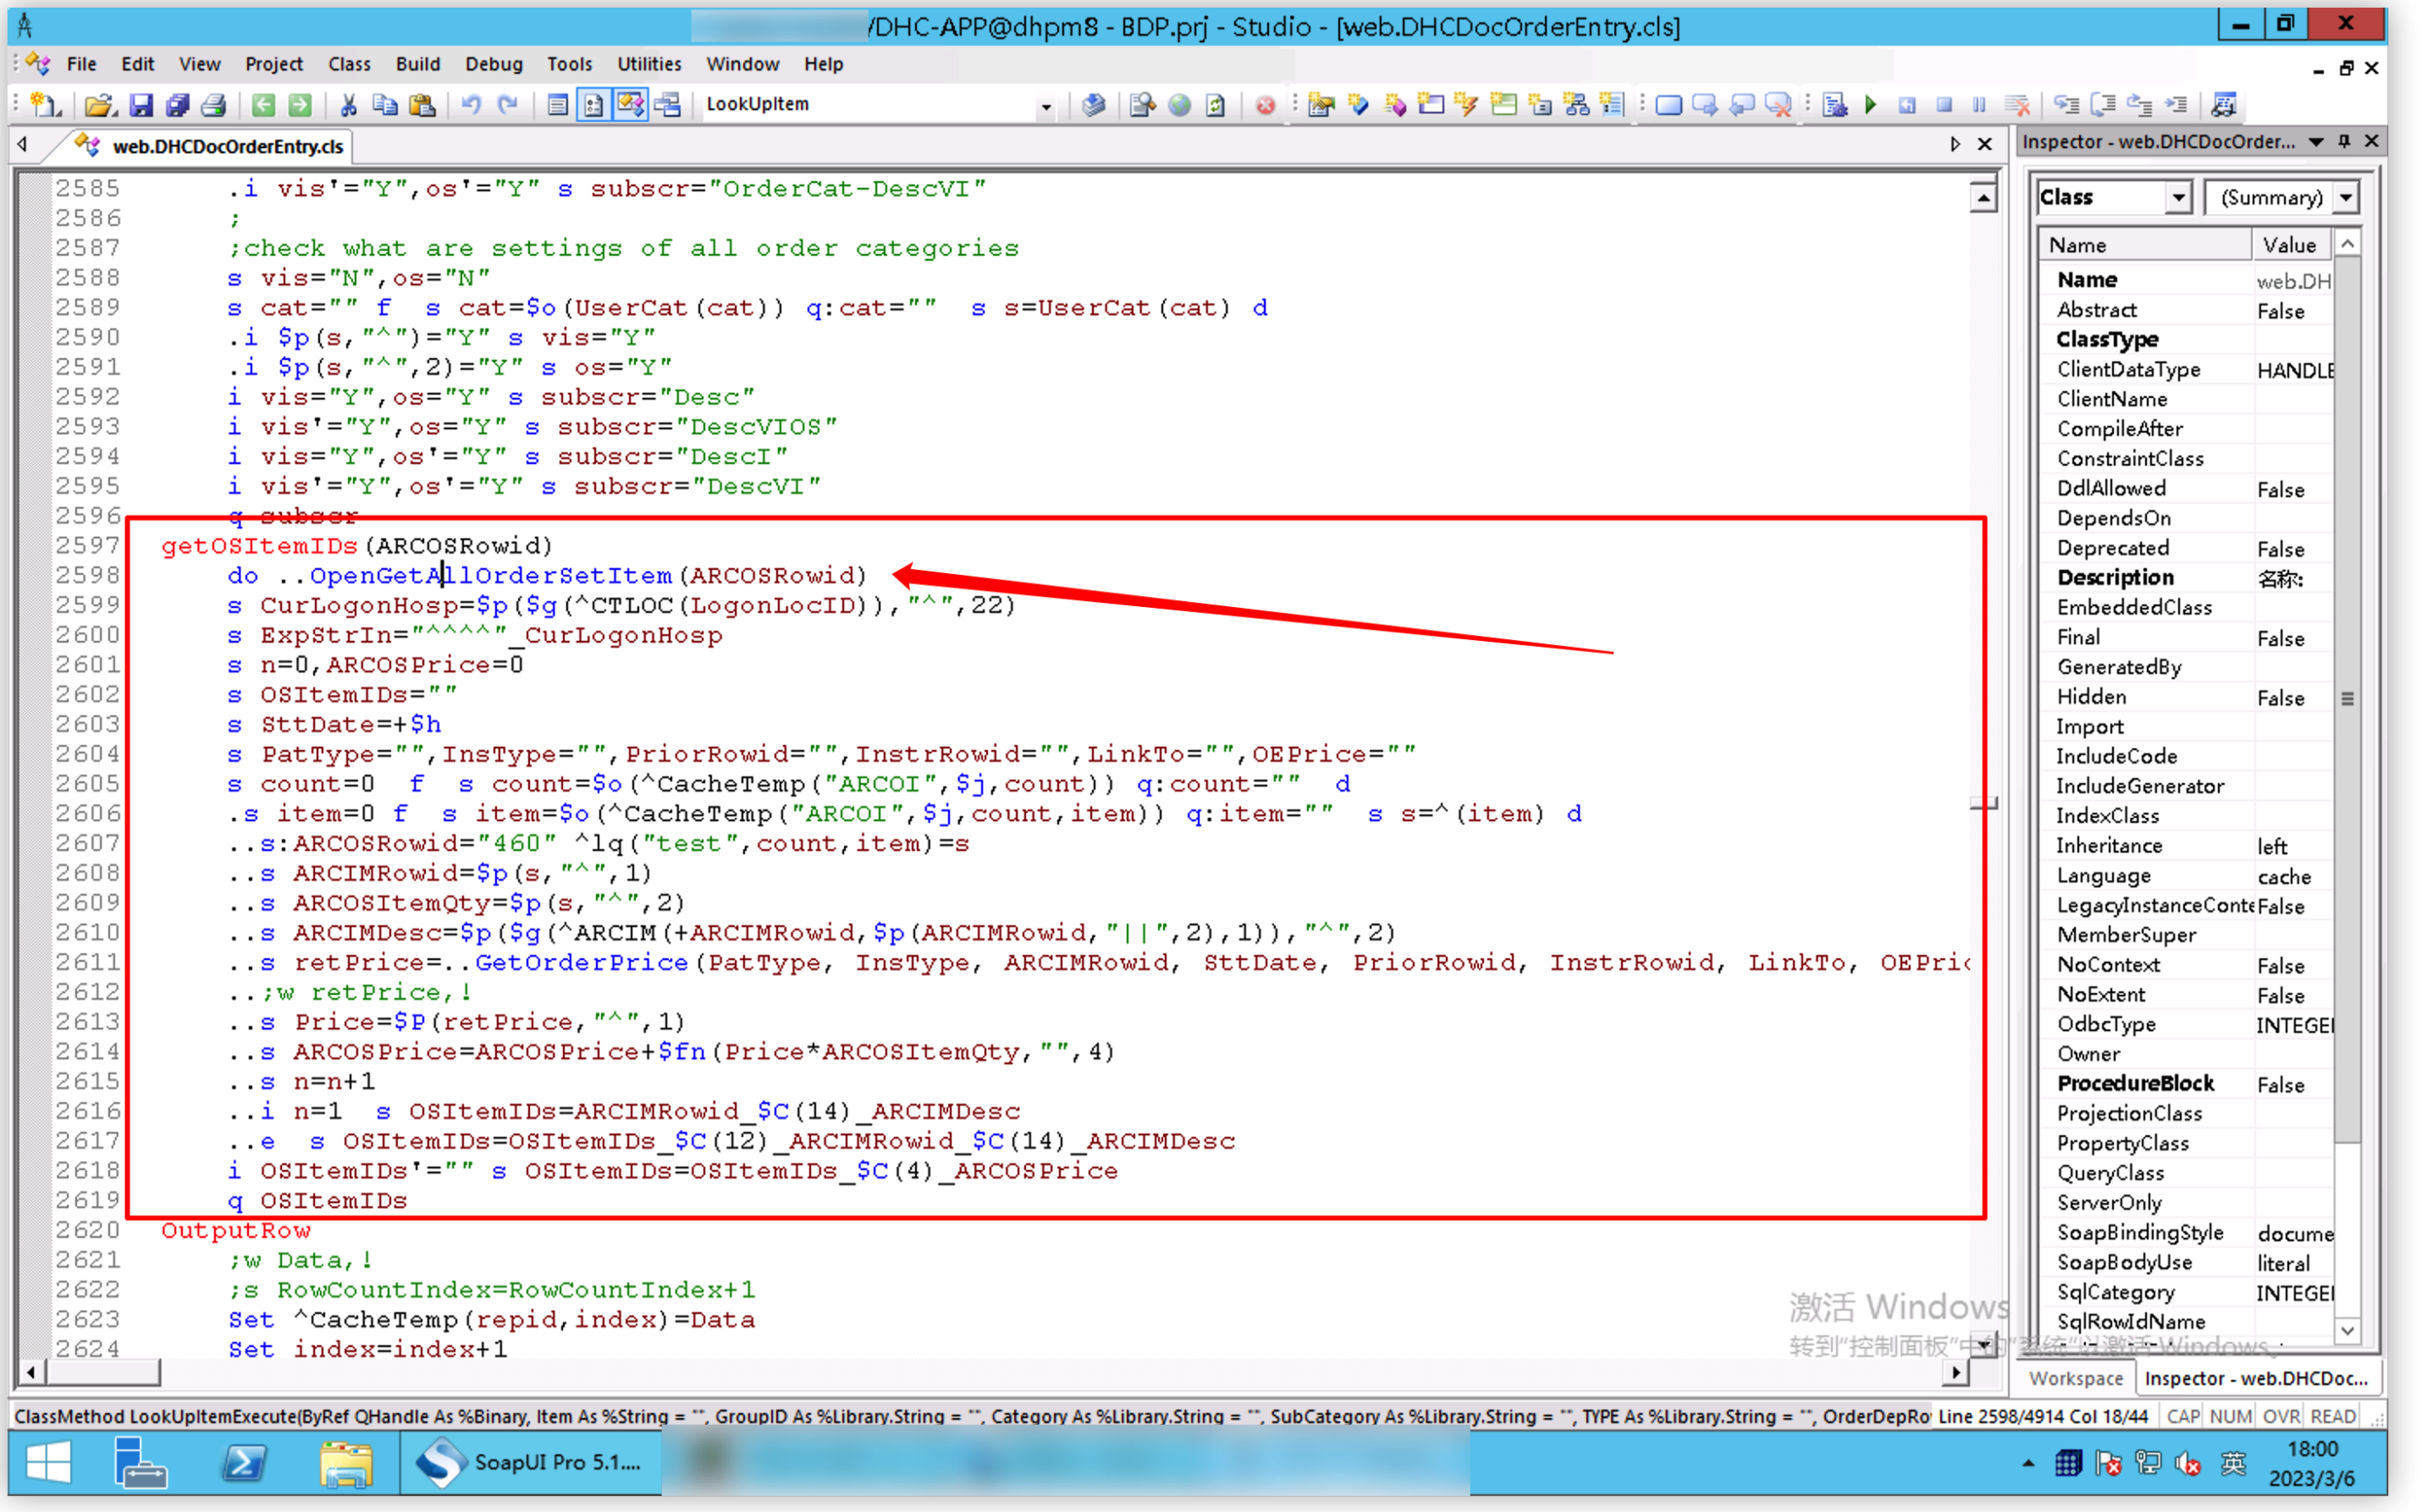 /DHC-APP@dhpm8 - BDP.prj - Studio - [web.DHCDocOrderEntry.cls]
File Edit View Project Class Build Debug Tools Utilities Window Help
LookUpItem
web.DHCDocOrderEntry.cls
2585 .i vis'="Y",os'="Y" s subscr="OrderCat-DescVI"
2586 ;
2587 ;check what are settings of all order categories
2588 s vis="N",os="N"
2589 s cat="" f  s cat=$o(UserCat(cat)) q:cat=""  s s=UserCat(cat) d
2590 .i $p(s,"^")="Y" s vis="Y"
2591 .i $p(s,"^",2)="Y" s os="Y"
2592 i vis="Y",os="Y" s subscr="Desc"
2593 i vis'="Y",os="Y" s subscr="DescVIOS"
2594 i vis="Y",os'="Y" s subscr="DescI"
2595 i vis'="Y",os'="Y" s subscr="DescVI"
2596 q subscr
2597 getOSItemIDs(ARCOSRowid)
2598 do ..OpenGetAllOrderSetItem(ARCOSRowid)
2599 s CurLogonHosp=$p($g(^CTLOC(LogonLocID)),"^",22)
2600 s ExpStrIn="^^^^"_CurLogonHosp
2601 s n=0,ARCOSPrice=0
2602 s OSItemIDs=""
2603 s SttDate=+$h
2604 s PatType="",InsType="",PriorRowid="",InstrRowid="",LinkTo="",OEPrice=""
2605 s count=0  f  s count=$o(^CacheTemp("ARCOI",$j,count)) q:count=""  d
2606 .s item=0 f  s item=$o(^CacheTemp("ARCOI",$j,count,item)) q:item=""  s s=^(item) d
2607 ..s:ARCOSRowid="460" ^lq("test",count,item)=s
2608 ..s ARCIMRowid=$p(s,"^",1)
2609 ..s ARCOSItemQty=$p(s,"^",2)
2610 ..s ARCIMDesc=$p($g(^ARCIM(+ARCIMRowid,$p(ARCIMRowid,"||",2),1)),"^",2)
2611 ..s retPrice=..GetOrderPrice(PatType, InsType, ARCIMRowid, SttDate, PriorRowid, InstrRowid, LinkTo, OEPric
2612 ..;w retPrice,!
2613 ..s Price=$P(retPrice,"^",1)
2614 ..s ARCOSPrice=ARCOSPrice+$fn(Price*ARCOSItemQty,"",4)
2615 ..s n=n+1
2616 ..i n=1  s OSItemIDs=ARCIMRowid_$C(14)_ARCIMDesc
2617 ..e  s OSItemIDs=OSItemIDs_$C(12)_ARCIMRowid_$C(14)_ARCIMDesc
2618 i OSItemIDs'="" s OSItemIDs=OSItemIDs_$C(4)_ARCOSPrice
2619 q OSItemIDs
2620 OutputRow
2621 ;w Data,!
2622 ;s RowCountIndex=RowCountIndex+1
2623 Set ^CacheTemp(repid,index)=Data
2624 Set index=index+1
Inspector - web.DHCDocOrder...
Class (Summary)
Name Value
Name web.DH
Abstract False
ClassType
ClientDataType HANDLE
ClientName
CompileAfter
ConstraintClass
DdlAllowed False
DependsOn
Deprecated False
Description 名称:
EmbeddedClass
Final False
GeneratedBy
Hidden False
Import
IncludeCode
IncludeGenerator
IndexClass
Inheritance left
Language cache
LegacyInstanceConte False
MemberSuper
NoContext False
NoExtent False
OdbcType INTEGE
Owner
ProcedureBlock False
ProjectionClass
PropertyClass
QueryClass
ServerOnly
SoapBindingStyle docume
SoapBodyUse literal
SqlCategory INTEGE
SqlRowIdName
激活 Windows
转到"控制面板"中的"系统"以激活 Windows。
Workspace Inspector - web.DHCDoc...
ClassMethod LookUpItemExecute(ByRef QHandle As %Binary, Item As %String = "", GroupID As %Library.String = "", Category As %Library.String = "", SubCategory As %Library.String = "", TYPE As %Library.String = "", OrderDepRo Line 2598/4914 Col 18/44 CAP NUM OVR READ
SoapUI Pro 5.1....
英
18:00
2023/3/6